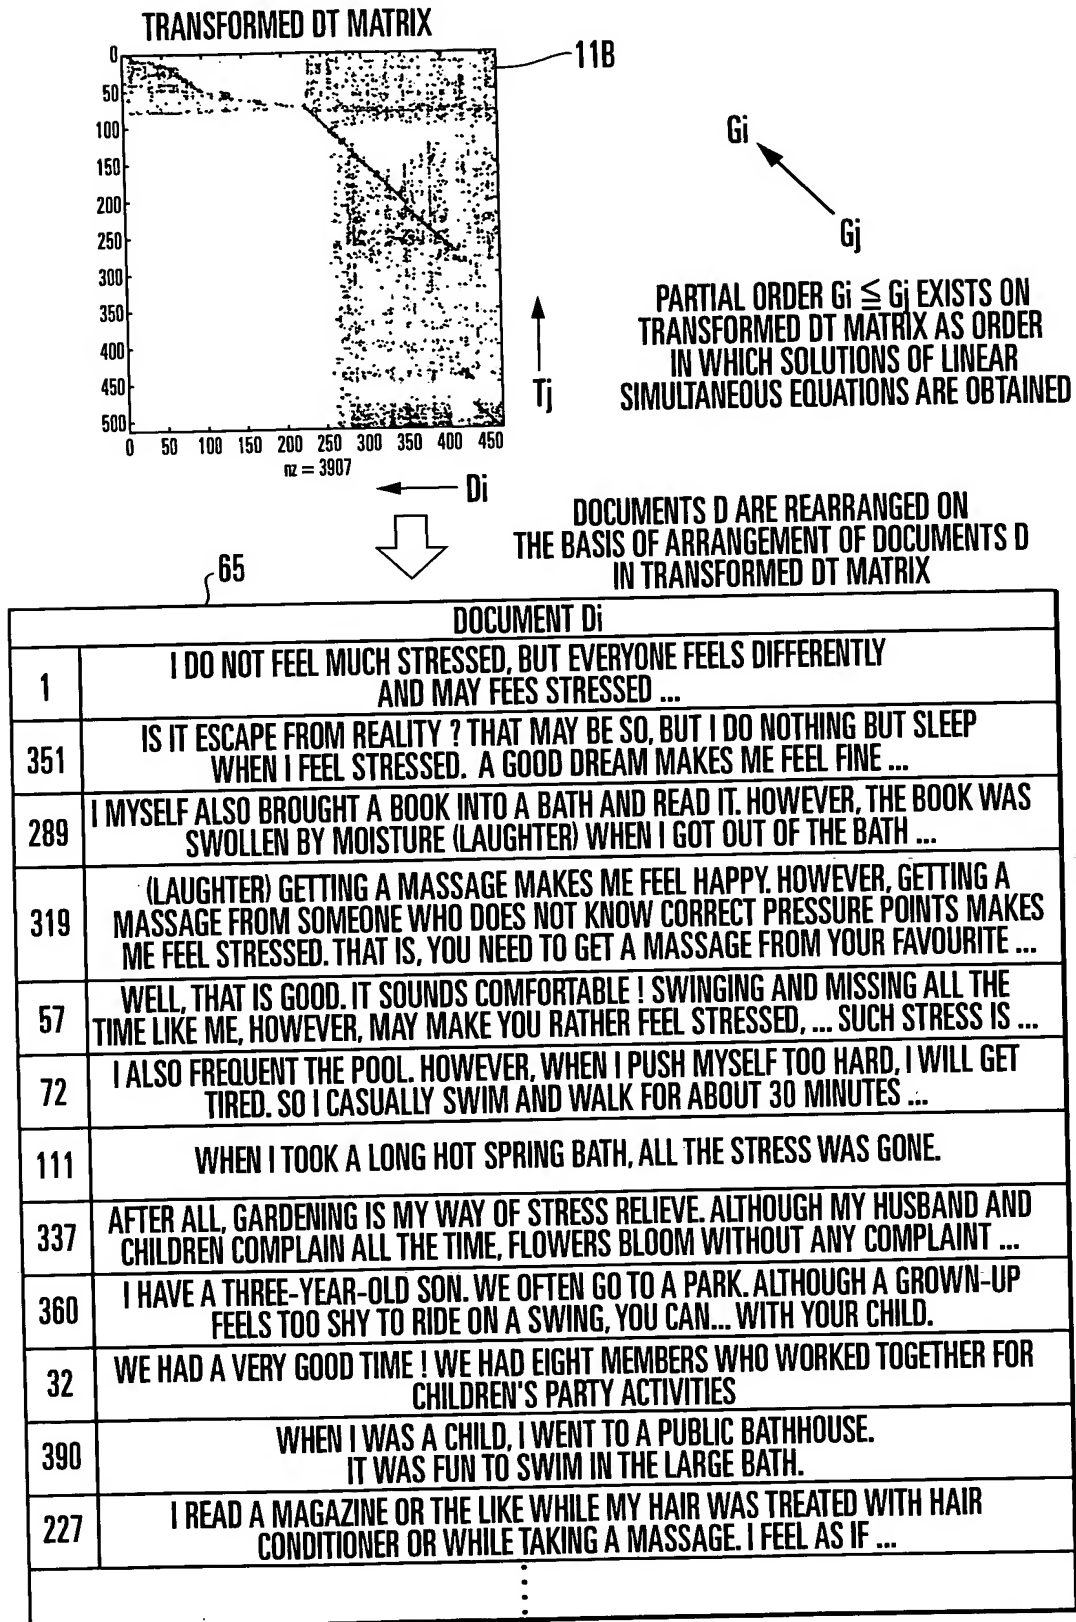 TRANSFORMED DT MATRIX
11B
0
50
100
150
200
250
300
350
400
450
500
0 50 100 150 200 250 300 350 400 450
nz = 3907
Tj
Di
Gi
Gj
PARTIAL ORDER Gi ≦ Gj EXISTS ON
TRANSFORMED DT MATRIX AS ORDER
IN WHICH SOLUTIONS OF LINEAR
SIMULTANEOUS EQUATIONS ARE OBTAINED
DOCUMENTS D ARE REARRANGED ON
THE BASIS OF ARRANGEMENT OF DOCUMENTS D
IN TRANSFORMED DT MATRIX
65
DOCUMENT Di
1
I DO NOT FEEL MUCH STRESSED, BUT EVERYONE FEELS DIFFERENTLY
AND MAY FEES STRESSED ...
351
IS IT ESCAPE FROM REALITY ? THAT MAY BE SO, BUT I DO NOTHING BUT SLEEP
WHEN I FEEL STRESSED. A GOOD DREAM MAKES ME FEEL FINE ...
289
I MYSELF ALSO BROUGHT A BOOK INTO A BATH AND READ IT. HOWEVER, THE BOOK WAS
SWOLLEN BY MOISTURE (LAUGHTER) WHEN I GOT OUT OF THE BATH ...
319
(LAUGHTER) GETTING A MASSAGE MAKES ME FEEL HAPPY. HOWEVER, GETTING A
MASSAGE FROM SOMEONE WHO DOES NOT KNOW CORRECT PRESSURE POINTS MAKES
ME FEEL STRESSED. THAT IS, YOU NEED TO GET A MASSAGE FROM YOUR FAVOURITE ...
57
WELL, THAT IS GOOD. IT SOUNDS COMFORTABLE ! SWINGING AND MISSING ALL THE
TIME LIKE ME, HOWEVER, MAY MAKE YOU RATHER FEEL STRESSED, ... SUCH STRESS IS ...
72
I ALSO FREQUENT THE POOL. HOWEVER, WHEN I PUSH MYSELF TOO HARD, I WILL GET
TIRED. SO I CASUALLY SWIM AND WALK FOR ABOUT 30 MINUTES ...
111
WHEN I TOOK A LONG HOT SPRING BATH, ALL THE STRESS WAS GONE.
337
AFTER ALL, GARDENING IS MY WAY OF STRESS RELIEVE. ALTHOUGH MY HUSBAND AND
CHILDREN COMPLAIN ALL THE TIME, FLOWERS BLOOM WITHOUT ANY COMPLAINT ...
360
I HAVE A THREE-YEAR-OLD SON. WE OFTEN GO TO A PARK. ALTHOUGH A GROWN-UP
FEELS TOO SHY TO RIDE ON A SWING, YOU CAN... WITH YOUR CHILD.
32
WE HAD A VERY GOOD TIME ! WE HAD EIGHT MEMBERS WHO WORKED TOGETHER FOR
CHILDREN'S PARTY ACTIVITIES
390
WHEN I WAS A CHILD, I WENT TO A PUBLIC BATHHOUSE.
IT WAS FUN TO SWIM IN THE LARGE BATH.
227
I READ A MAGAZINE OR THE LIKE WHILE MY HAIR WAS TREATED WITH HAIR
CONDITIONER OR WHILE TAKING A MASSAGE. I FEEL AS IF ...